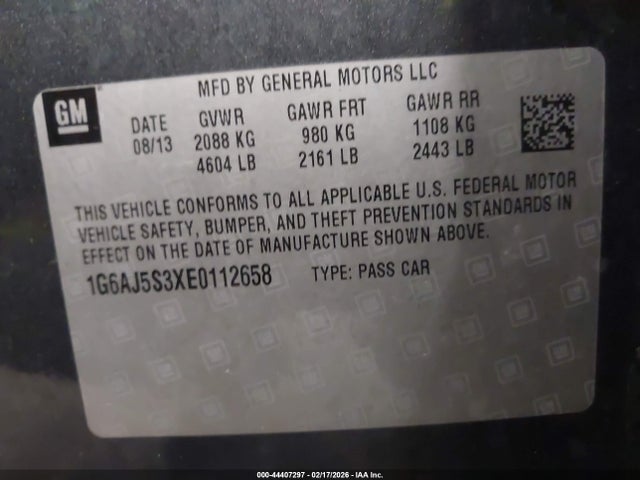 GM
MFD BY GENERAL MOTORS LLC
DATE GVWR GAWR FRT GAWR RR
08/13 2088 KG 980 KG 1108 KG
4604 LB 2161 LB 2443 LB
THIS VEHICLE CONFORMS TO ALL APPLICABLE U.S. FEDERAL MOTOR
VEHICLE SAFETY, BUMPER, AND THEFT PREVENTION STANDARDS IN
EFFECT ON THE DATE OF MANUFACTURE SHOWN ABOVE.
1G6AJ5S3XE0112658 TYPE: PASS CAR
000-44407297 - 02/17/2026 - IAA Inc.